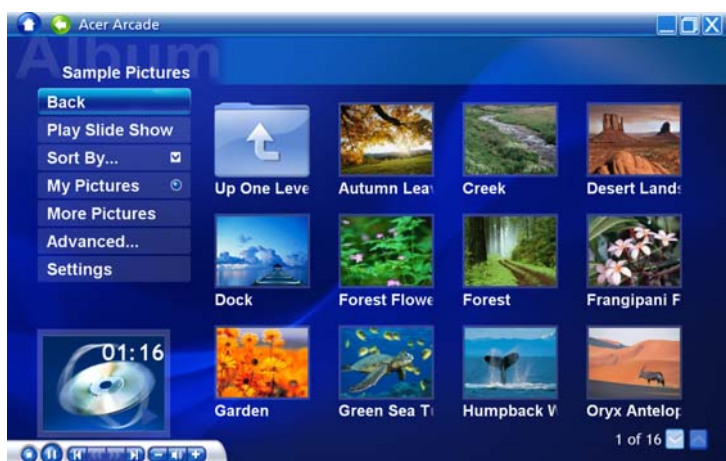 Acer Arcade
Album
Sample Pictures
Back
Play Slide Show
Sort By...
My Pictures
More Pictures
Advanced...
Settings
Up One Leve
Autumn Lea
Creek
Desert Lands
Dock
Forest Flowe
Forest
Frangipani F
Garden
Green Sea T
Humpback W
Oryx Antelop
01:16
1 of 16